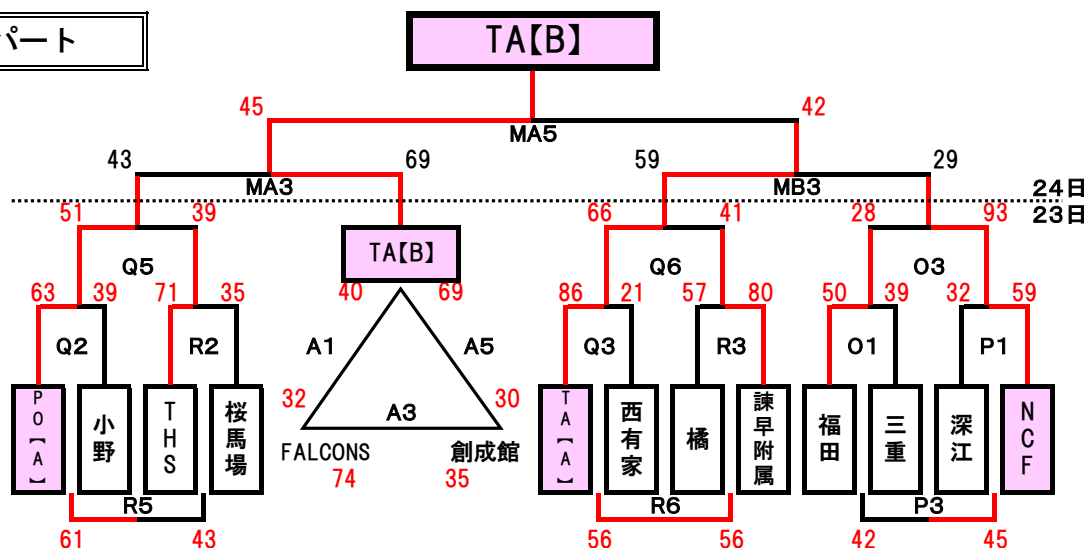 パート
TA【B】
45 42
MA5
43 69 59 29
MA3 MB3 24日
23日
51 39 66 41 28 93
TA【B】
Q5 Q6 O3
63 39 71 35 40 69 86 21 57 80 50 39 32 59
Q2 R2 A1 A5 Q3 R3 O1 P1
32 A3 30
PO【A】 小野 THS 桜馬場 TA【A】 西有家 橘 諫早附属 福田 三重 深江 NCF
FALCONS 創成館
74 35
R5 R6 P3
61 43 56 56 42 45